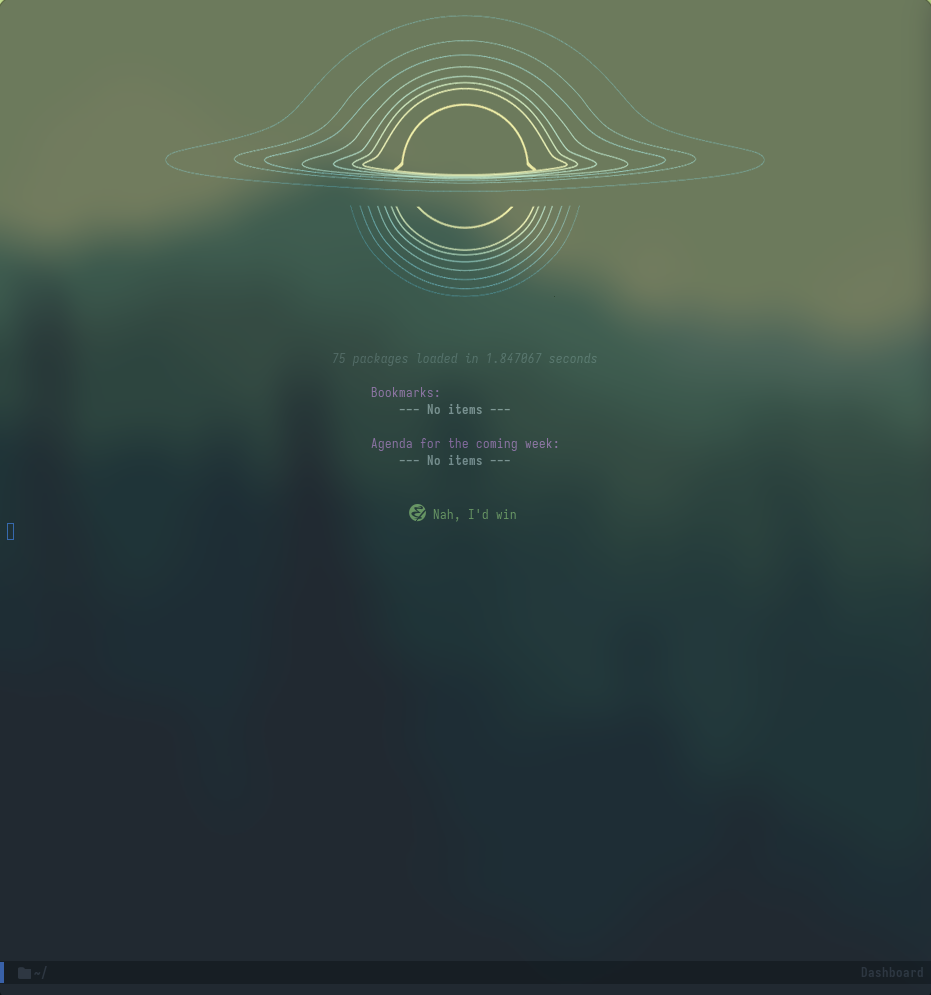 75 packages loaded in 1.847067 seconds
Bookmarks:
--- No items ---
Agenda for the coming week:
--- No items ---
Nah, I'd win
~/
Dashboard